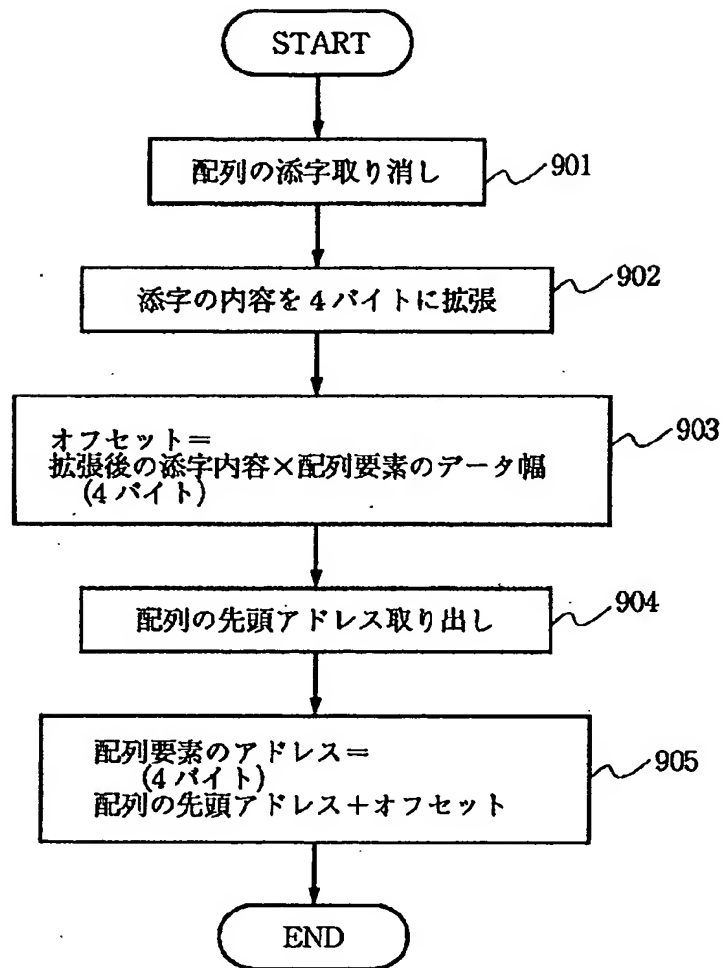 START
配列の添字取り消し
901
添字の内容を4バイトに拡張
902
オフセット=
拡張後の添字内容×配列要素のデータ幅
(4バイト)
903
配列の先頭アドレス取り出し
904
配列要素のアドレス=
(4バイト)
配列の先頭アドレス+オフセット
905
END